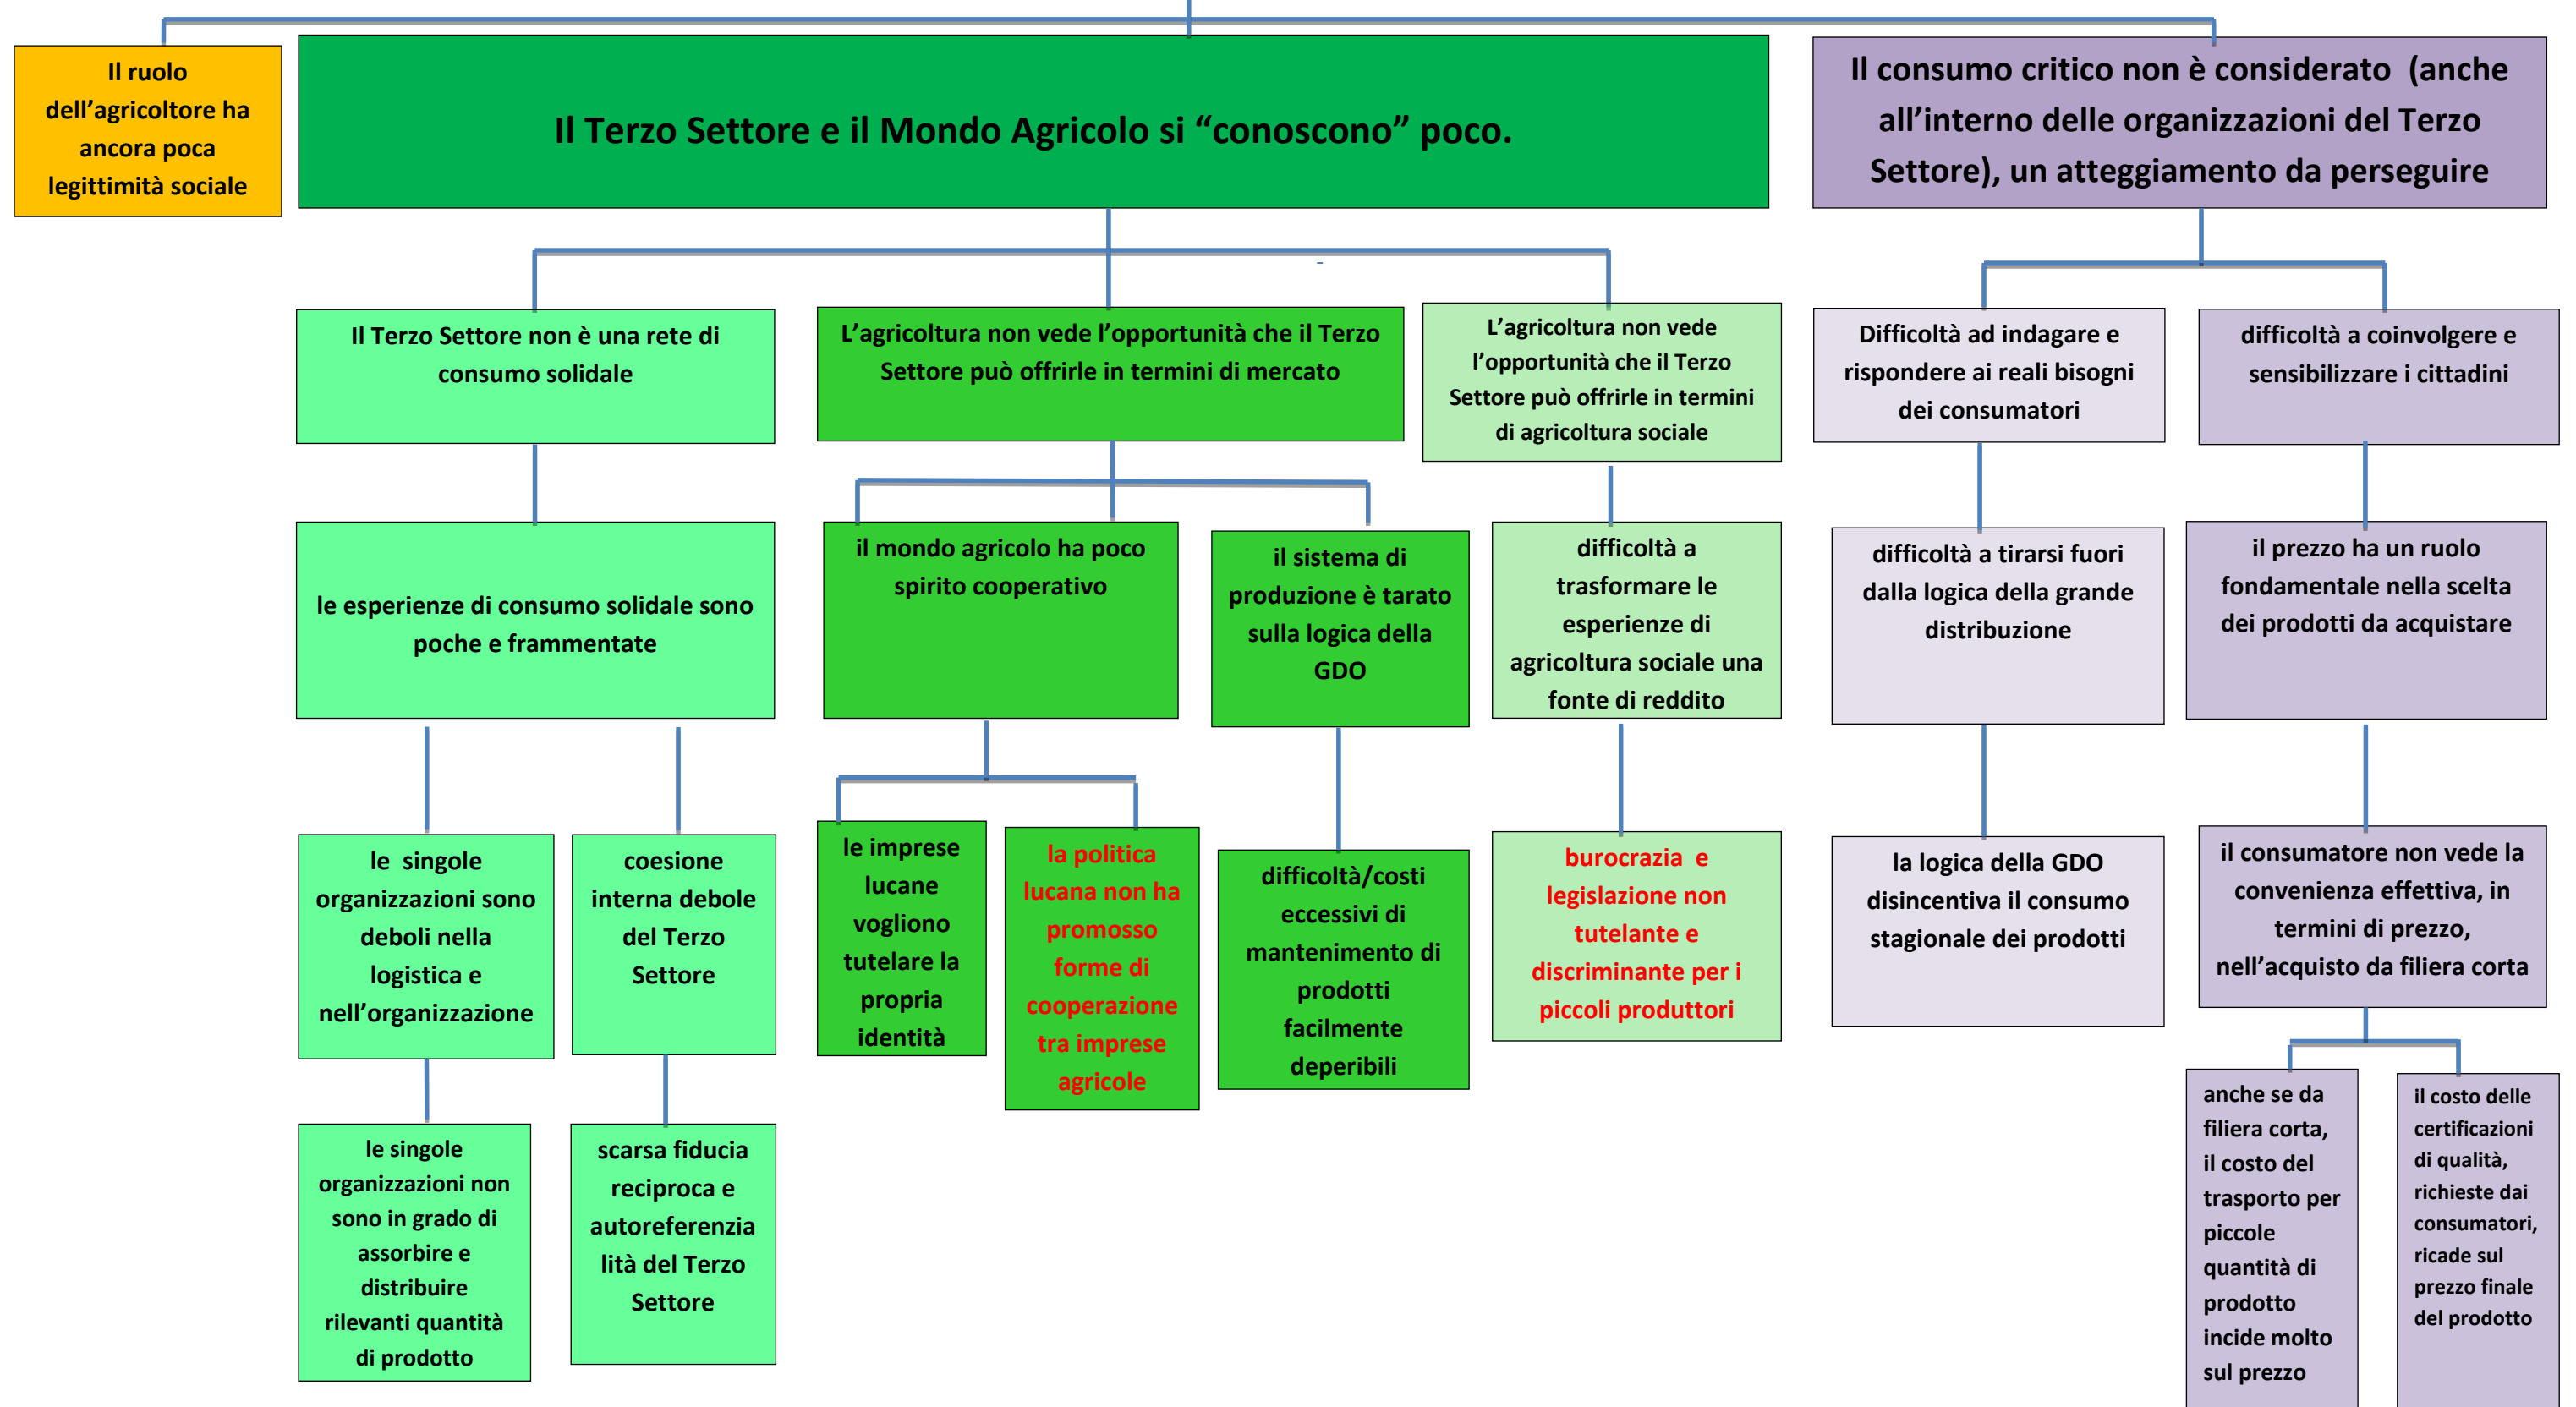 Il ruolo
dell’agricoltore ha
ancora poca
legittimità sociale
Il Terzo Settore e il Mondo Agricolo si “conoscono” poco.
Il consumo critico non è considerato  (anche
all’interno delle organizzazioni del Terzo
Settore), un atteggiamento da perseguire
Il Terzo Settore non è una rete di
consumo solidale
L’agricoltura non vede l’opportunità che il Terzo
Settore può offrirle in termini di mercato
L’agricoltura non vede
l’opportunità che il Terzo
Settore può offrirle in termini
di agricoltura sociale
Difficoltà ad indagare e
rispondere ai reali bisogni
dei consumatori
difficoltà a coinvolgere e
sensibilizzare i cittadini
le esperienze di consumo solidale sono
poche e frammentate
il mondo agricolo ha poco
spirito cooperativo
il sistema di
produzione è tarato
sulla logica della
GDO
difficoltà a
trasformare le
esperienze di
agricoltura sociale una
fonte di reddito
difficoltà a tirarsi fuori
dalla logica della grande
distribuzione
il prezzo ha un ruolo
fondamentale nella scelta
dei prodotti da acquistare
le  singole
organizzazioni sono
deboli nella
logistica e
nell’organizzazione
coesione
interna debole
del Terzo
Settore
le imprese
lucane
vogliono
tutelare la
propria
identità
la politica
lucana non ha
promosso
forme di
cooperazione
tra imprese
agricole
difficoltà/costi
eccessivi di
mantenimento di
prodotti
facilmente
deperibili
burocrazia  e
legislazione non
tutelante e
discriminante per i
piccoli produttori
la logica della GDO
disincentiva il consumo
stagionale dei prodotti
il consumatore non vede la
convenienza effettiva, in
termini di prezzo,
nell’acquisto da filiera corta
le singole
organizzazioni non
sono in grado di
assorbire e
distribuire
rilevanti quantità
di prodotto
scarsa fiducia
reciproca e
autoreferenzia
lità del Terzo
Settore
anche se da
filiera corta,
il costo del
trasporto per
piccole
quantità di
prodotto
incide molto
sul prezzo
il costo delle
certificazioni
di qualità,
richieste dai
consumatori,
ricade sul
prezzo finale
del prodotto